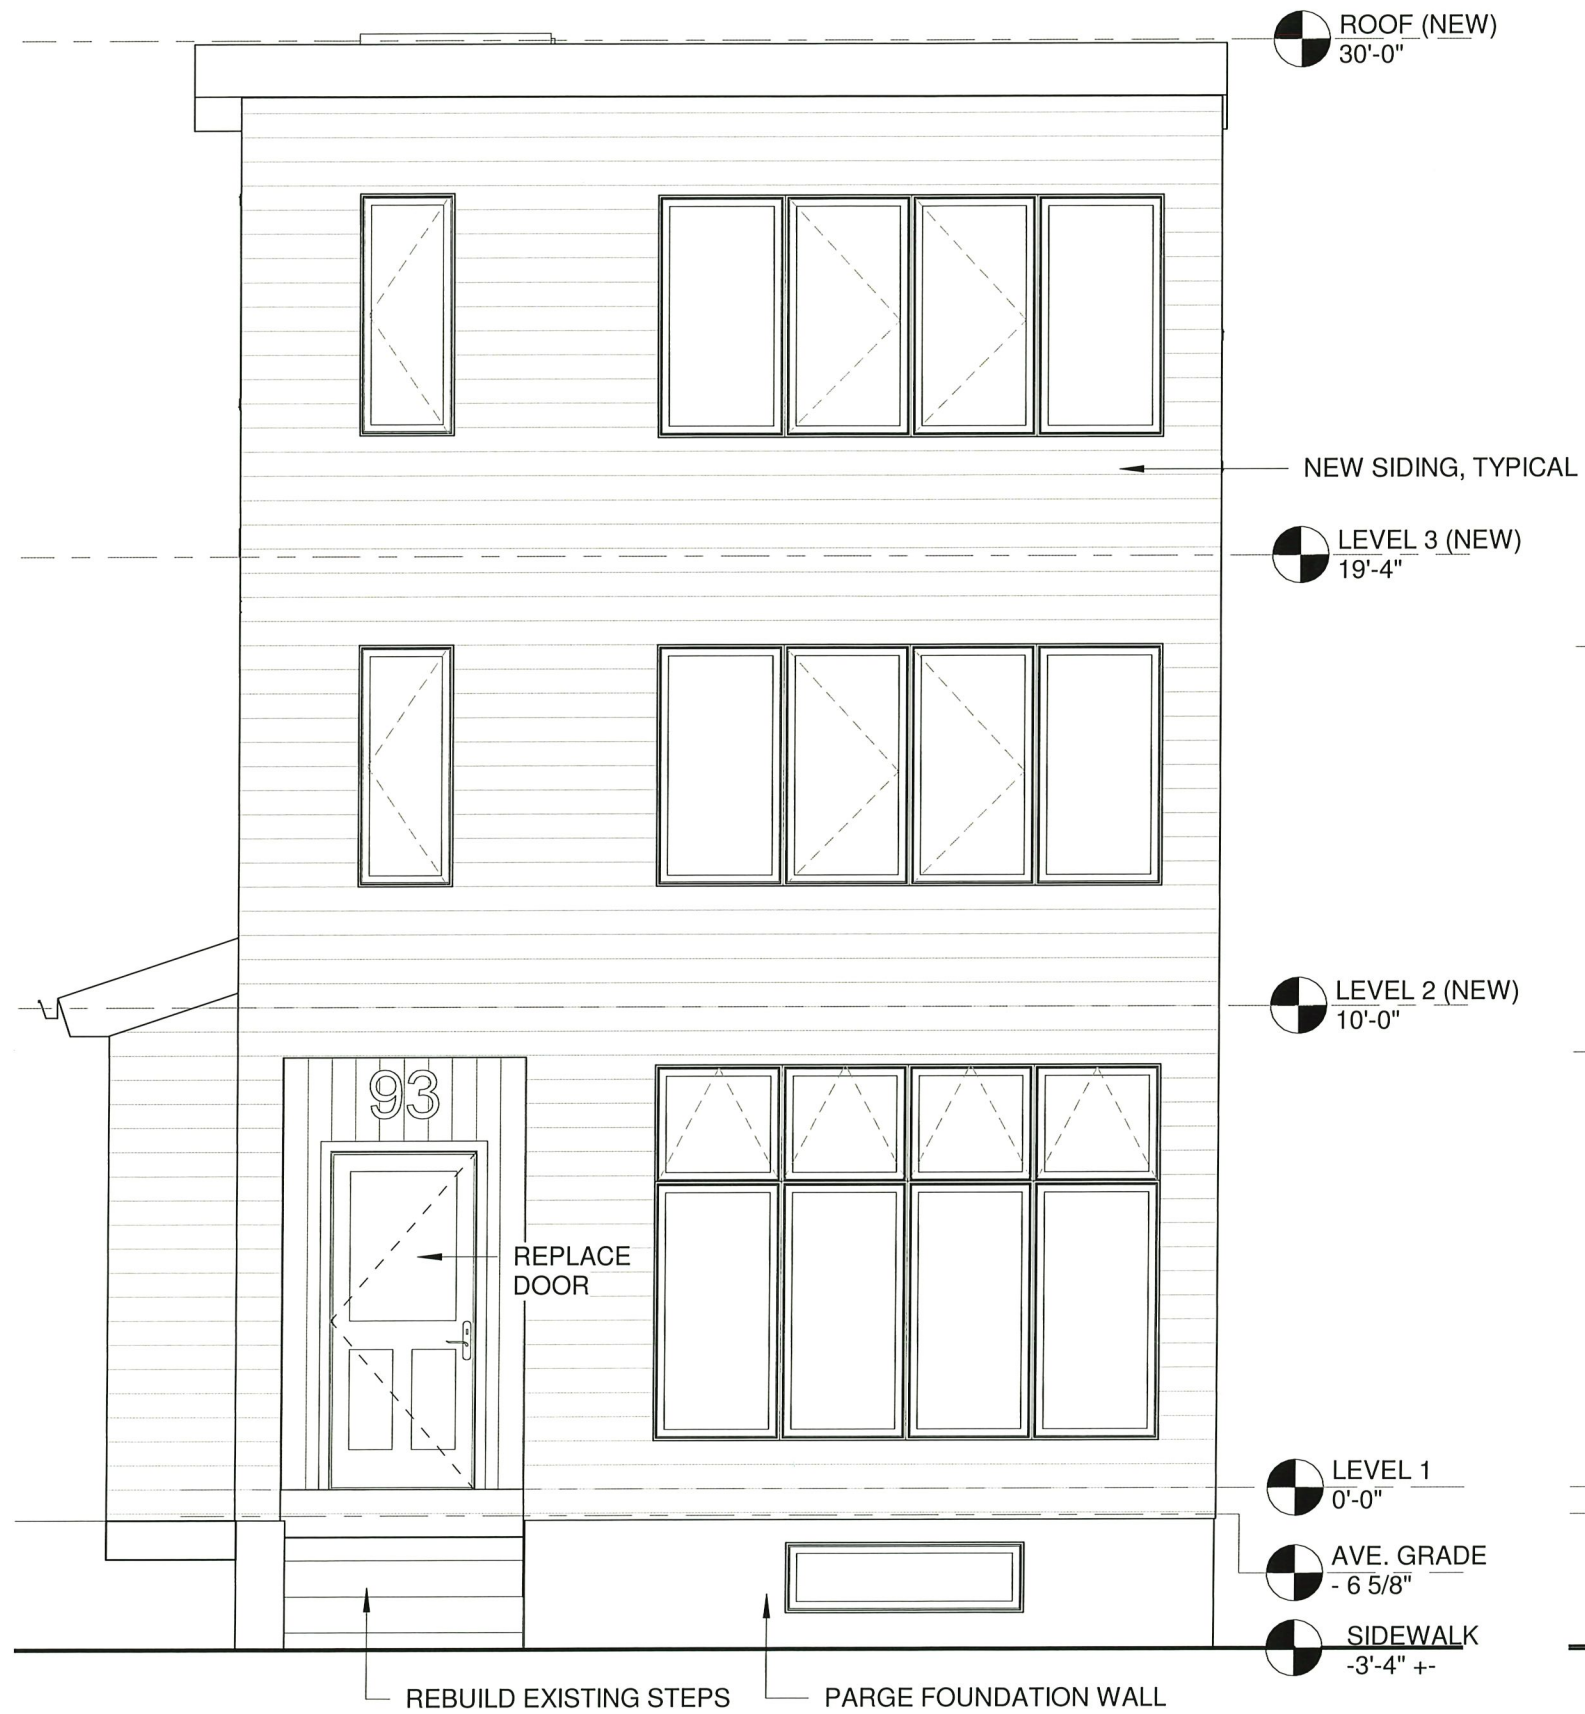 ROOF (NEW)
30'-0"
NEW SIDING, TYPICAL
LEVEL 3 (NEW)
19'-4"
LEVEL 2 (NEW)
10'-0"
93
REPLACE
DOOR
LEVEL 1
0'-0"
AVE. GRADE
- 6 5/8"
SIDEWALK
-3'-4" +-
REBUILD EXISTING STEPS
PARGE FOUNDATION WALL